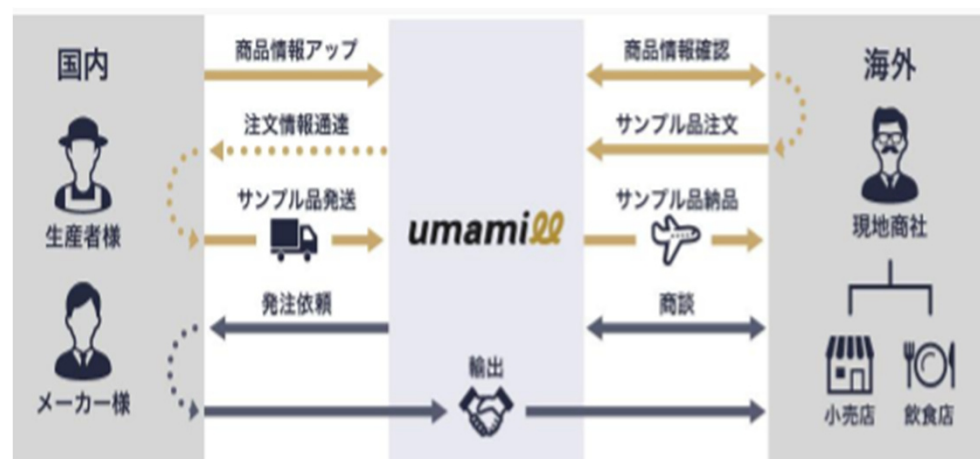 国内
生産者様
メーカー様
商品情報アップ
注文情報通達
サンプル品発送
発注依頼
umamill
輸出
商品情報確認
サンプル品注文
サンプル品納品
商談
海外
現地商社
小売店
飲食店